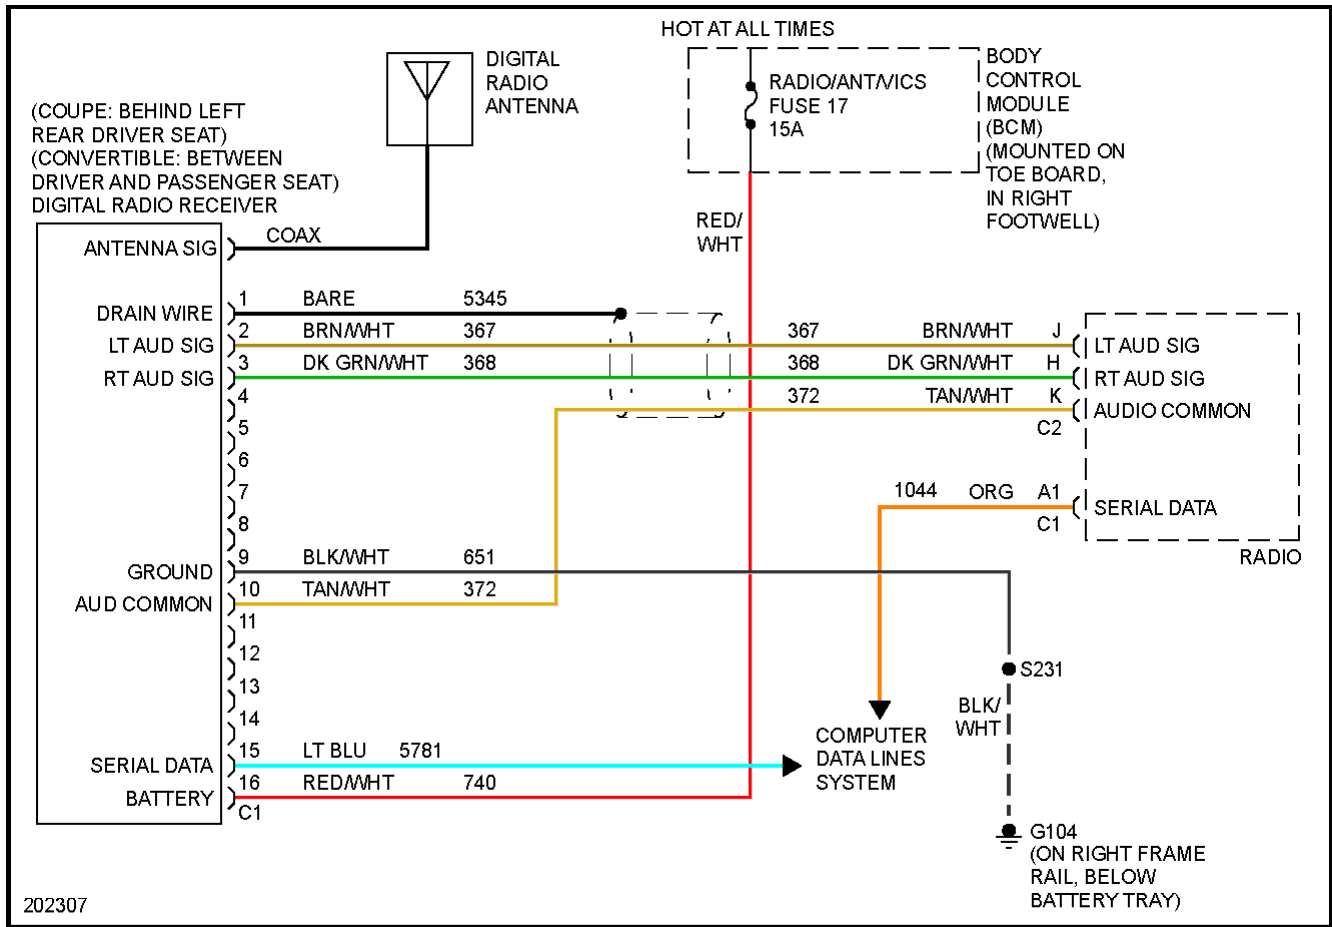 HOT AT ALL TIMES
DIGITAL
RADIO
ANTENNA
RADIO/ANT/VICS
FUSE 17
15A
BODY
CONTROL
MODULE
(BCM)
(MOUNTED ON
TOE BOARD,
IN RIGHT
FOOTWELL)
(COUPE: BEHIND LEFT
REAR DRIVER SEAT)
(CONVERTIBLE: BETWEEN
DRIVER AND PASSENGER SEAT)
DIGITAL RADIO RECEIVER
RED/
WHT
ANTENNA SIG COAX
DRAIN WIRE 1 BARE 5345
LT AUD SIG 2 BRN/WHT 367 367 BRN/WHT J LT AUD SIG
RT AUD SIG 3 DK GRN/WHT 368 368 DK GRN/WHT H RT AUD SIG
4 372 TAN/WHT K AUDIO COMMON
5 C2
6
7 1044 ORG A1 SERIAL DATA
8 C1
RADIO
GROUND 9 BLK/WHT 651
AUD COMMON 10 TAN/WHT 372
11
12
13
14
S231
BLK/
WHT
SERIAL DATA 15 LT BLU 5781
BATTERY 16 RED/WHT 740
C1
COMPUTER
DATA LINES
SYSTEM
G104
(ON RIGHT FRAME
RAIL, BELOW
BATTERY TRAY)
202307